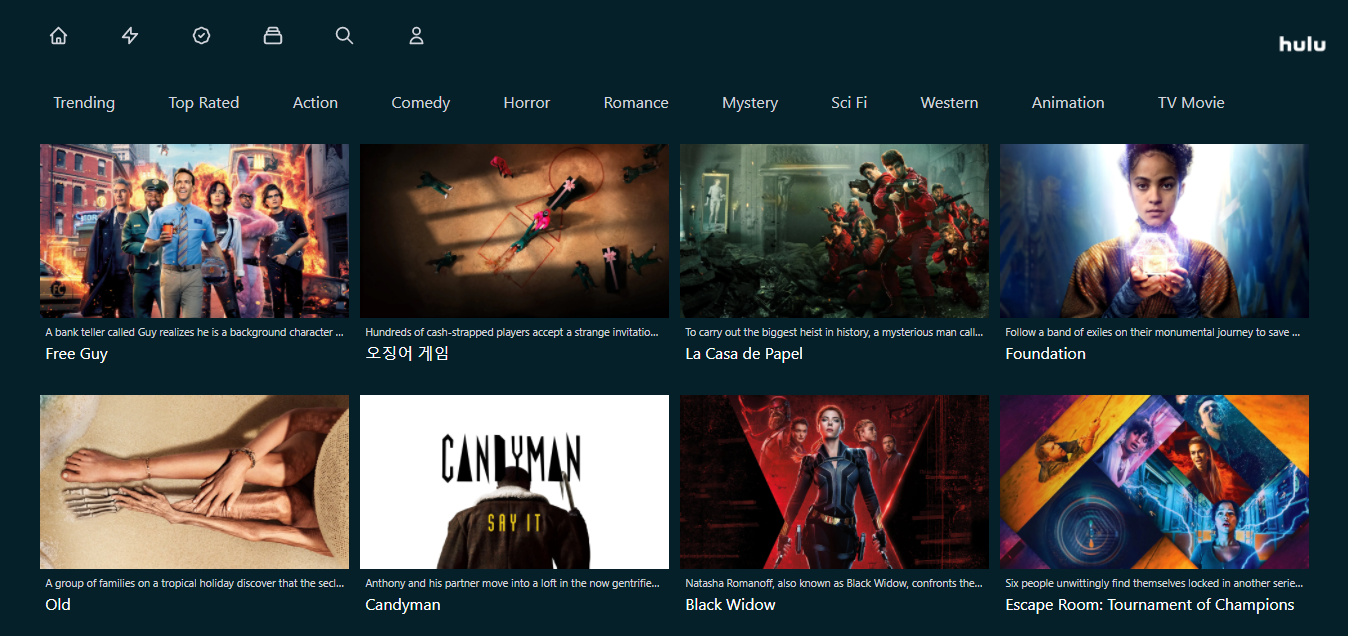 hulu
Trending Top Rated Action Comedy Horror Romance Mystery Sci Fi Western Animation TV Movie
A bank teller called Guy realizes he is a background character ...
Free Guy
Hundreds of cash-strapped players accept a strange invitatio...
오징어 게임
To carry out the biggest heist in history, a mysterious man call...
La Casa de Papel
Follow a band of exiles on their monumental journey to save ...
Foundation
A group of families on a tropical holiday discover that the secl...
Old
CANDYMAN
SAY IT
Anthony and his partner move into a loft in the now gentrifie...
Candyman
Natasha Romanoff, also known as Black Widow, confronts the...
Black Widow
Six people unwittingly find themselves locked in another serie...
Escape Room: Tournament of Champions